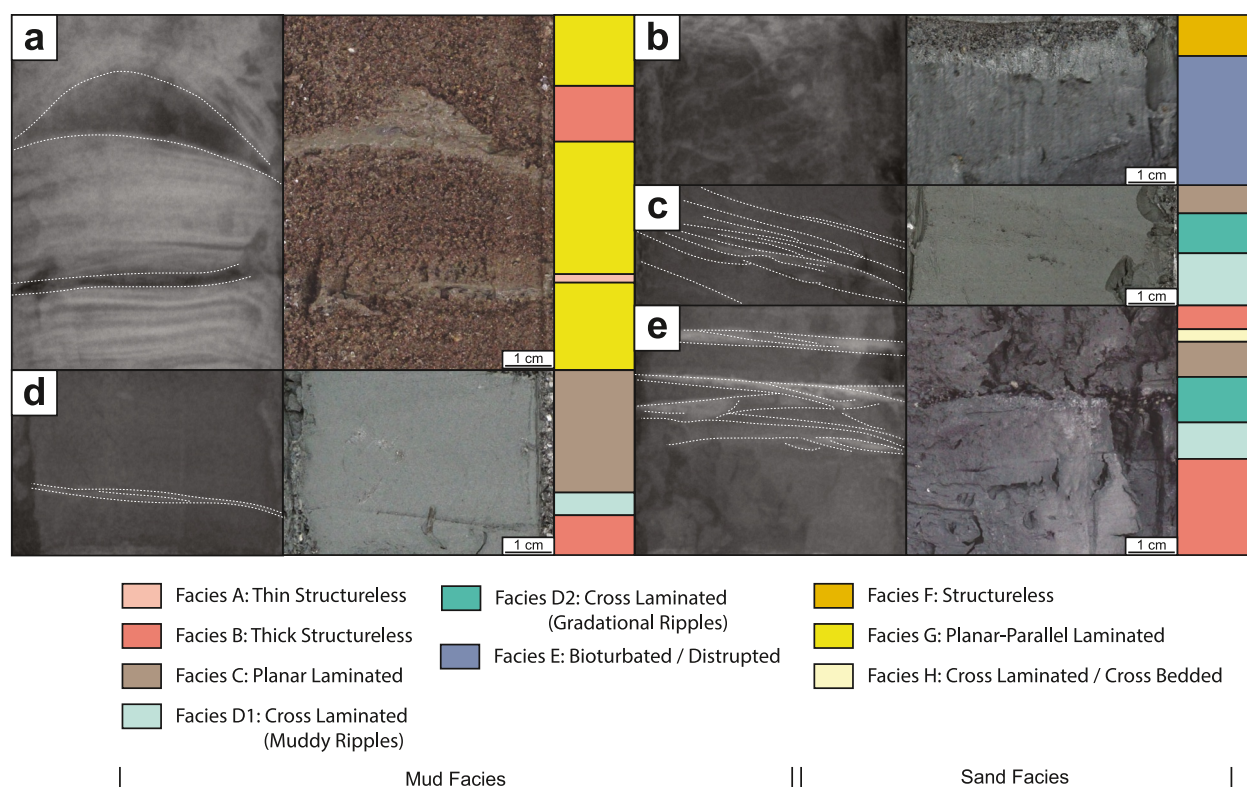 a
b
1 cm
c
1 cm
1 cm
d
e
1 cm
1 cm
Facies A: Thin Structureless
Facies B: Thick Structureless
Facies C: Planar Laminated
Facies D1: Cross Laminated
(Muddy Ripples)
Facies D2: Cross Laminated
(Gradational Ripples)
Facies E: Bioturbated / Distrupted
Facies F: Structureless
Facies G: Planar-Parallel Laminated
Facies H: Cross Laminated / Cross Bedded
Mud Facies
Sand Facies